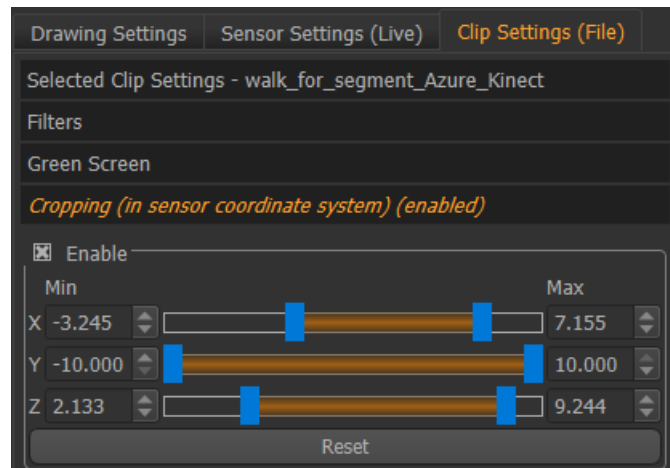 Drawing Settings Sensor Settings (Live) Clip Settings (File)
Selected Clip Settings - walk_for_segment_Azure_Kinect
Filters
Green Screen
Cropping (in sensor coordinate system) (enabled)
Enable
Min Max
X -3.245 7.155
Y -10.000 10.000
Z 2.133 9.244
Reset